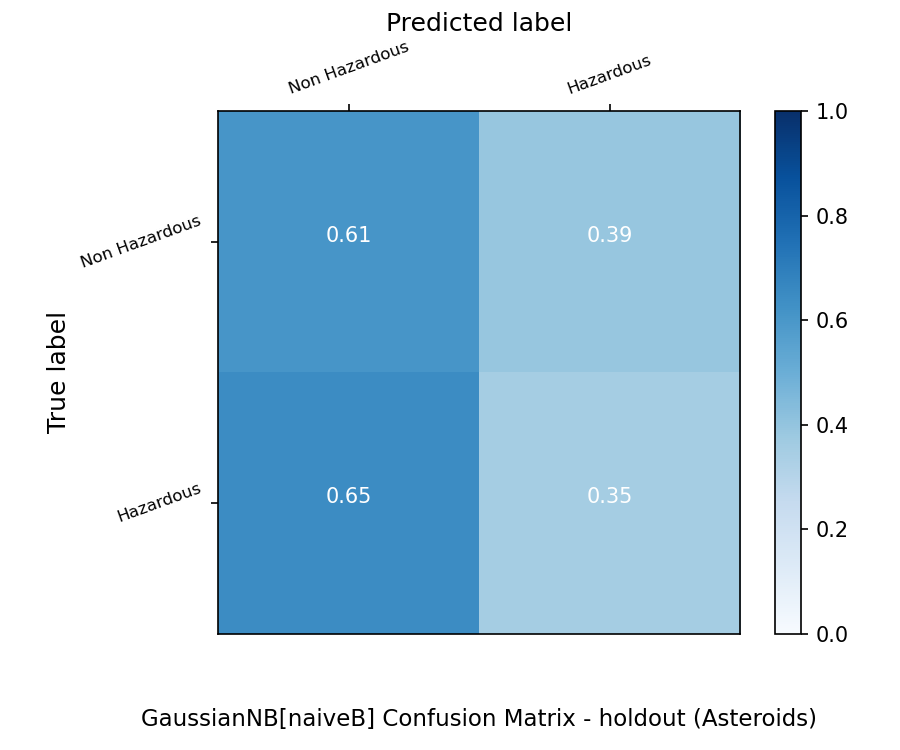 Predicted label
Non Hazardous
Hazardous
1.0
0.8
0.6
0.4
0.2
0.0
True label
Non Hazardous
0.61
0.39
Hazardous
0.65
0.35
GaussianNB[naiveB] Confusion Matrix - holdout (Asteroids)